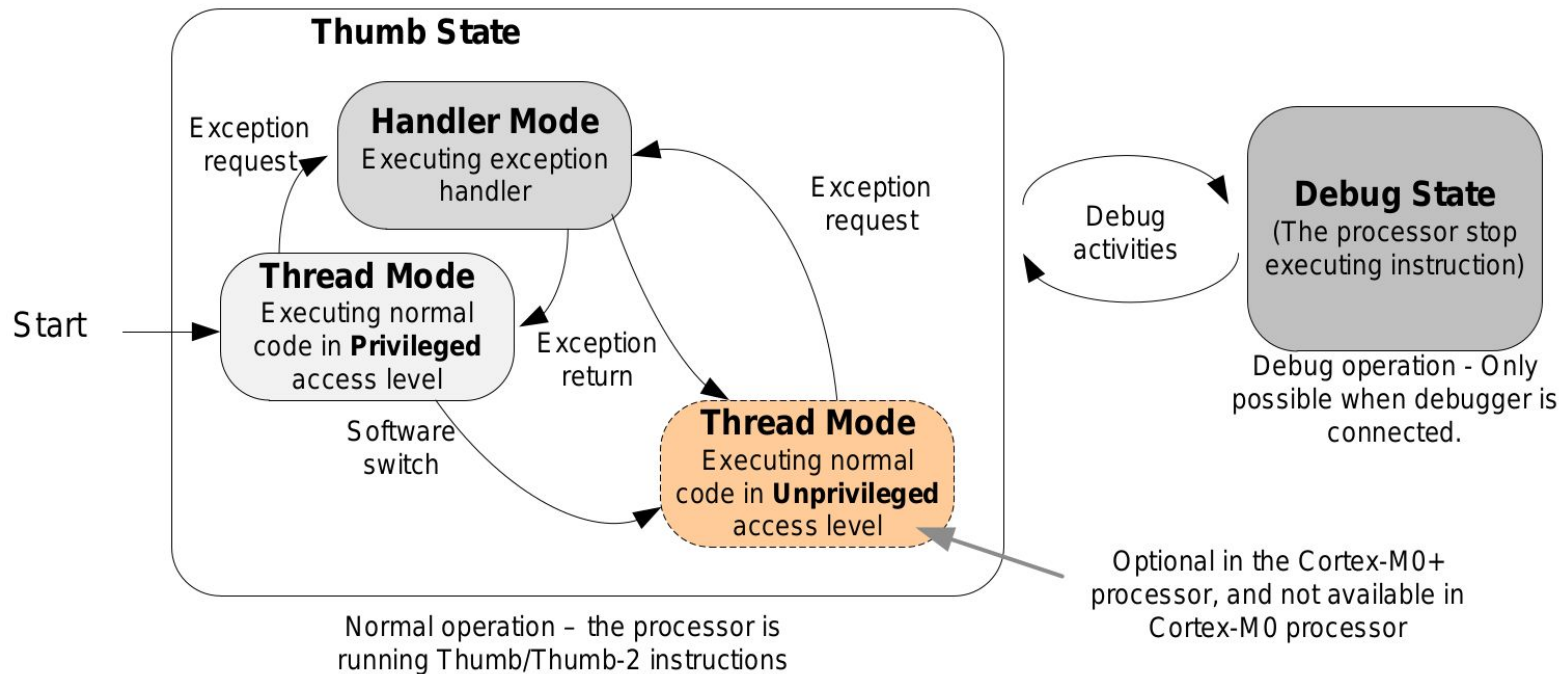 Thumb State
Exception
request
Handler Mode
Executing exception
handler
Exception
request
Debug
activities
Debug State
(The processor stop
executing instruction)
Start
Thread Mode
Executing normal
code in Privileged
access level
Exception
return
Debug operation - Only
possible when debugger is
connected.
Software
switch
Thread Mode
Executing normal
code in Unprivileged
access level
Optional in the Cortex-M0+
processor, and not available in
Cortex-M0 processor
Normal operation – the processor is
running Thumb/Thumb-2 instructions